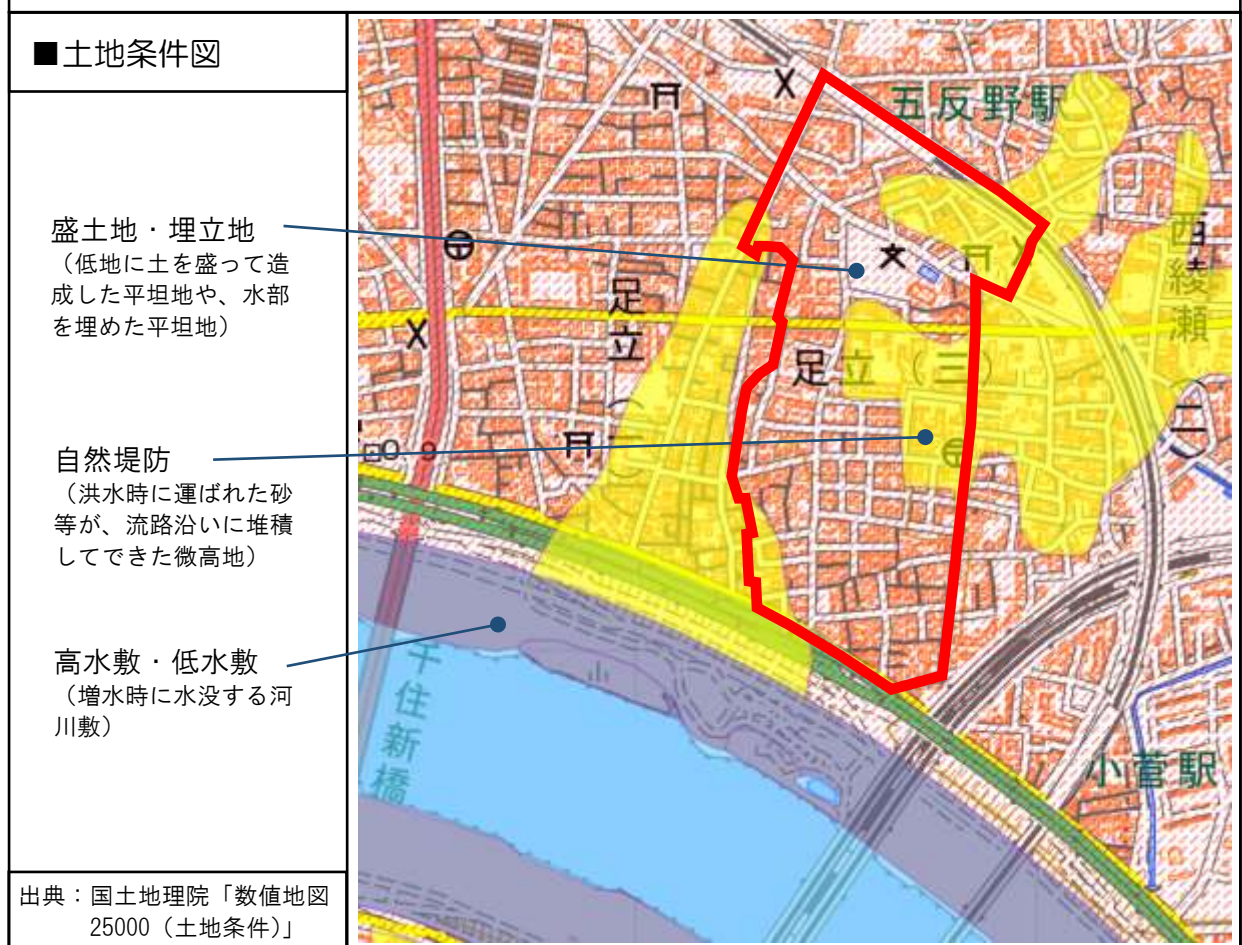 ■土地条件図
盛土地・埋立地
（低地に土を盛って造
成した平坦地や、水部
を埋めた平坦地）
自然堤防
（洪水時に運ばれた砂
等が、流路沿いに堆積
してできた微高地）
高水敷・低水敷
（増水時に水没する河
川敷）
出典：国土地理院「数値地図
25000（土地条件）」
五反野駅
西綾瀬
（二）
足立
足立（三）
千住新橋
小菅駅